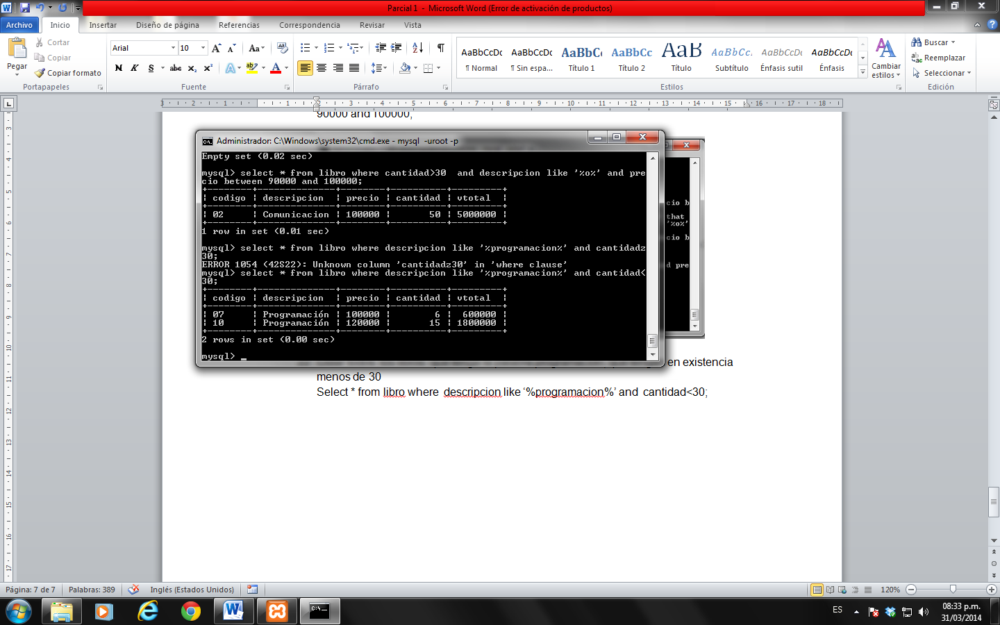 Parcial 1 - Microsoft Word (Error de activación de productos)
Archivo Inicio Insertar Diseño de página Referencias Correspondencia Revisar Vista
Pegar
Cortar
Copiar
Copiar formato
Portapapeles
Arial 10
Fuente
Párrafo
AaBbCcDc AaBbCcDc AaBbC AaBbCc AaB AaBbCc. AaBbCcDc AaBbCcDc
¶ Normal ¶ Sin espa... Título 1 Título 2 Título Subtítulo Énfasis sutil Énfasis
Estilos
Cambiar
estilos
Buscar
Reemplazar
Seleccionar
Edición
90000 and 100000;
Administrador: C:\Windows\system32\cmd.exe - mysql -uroot -p
Empty set (0.02 sec)
mysql> select * from libro where cantidad>30  and descripcion like '%o%' and pre
cio between 90000 and 100000;
| codigo | descripcion | precio | cantidad | vtotal |
| 02 | Comunicacion | 100000 | 50 | 5000000 |
1 row in set (0.01 sec)
mysql> select * from libro where descripcion like '%programacion%' and cantidadz
30;
ERROR 1054 (42S22): Unknown column 'cantidadz30' in 'where clause'
mysql> select * from libro where descripcion like '%programacion%' and cantidad<
30;
| codigo | descripcion | precio | cantidad | vtotal |
| 07 | Programación | 100000 | 6 | 600000 |
| 10 | Programación | 120000 | 15 | 1800000 |
2 rows in set (0.00 sec)
mysql> _
cio b
that
'%o%'
cio b
d pre
en existencia
menos de 30
Select * from libro where descripcion like ‘%programacion%’ and cantidad<30;
Página: 7 de 7 Palabras: 389 Inglés (Estados Unidos) 120%
ES 08:33 p.m.
31/03/2014